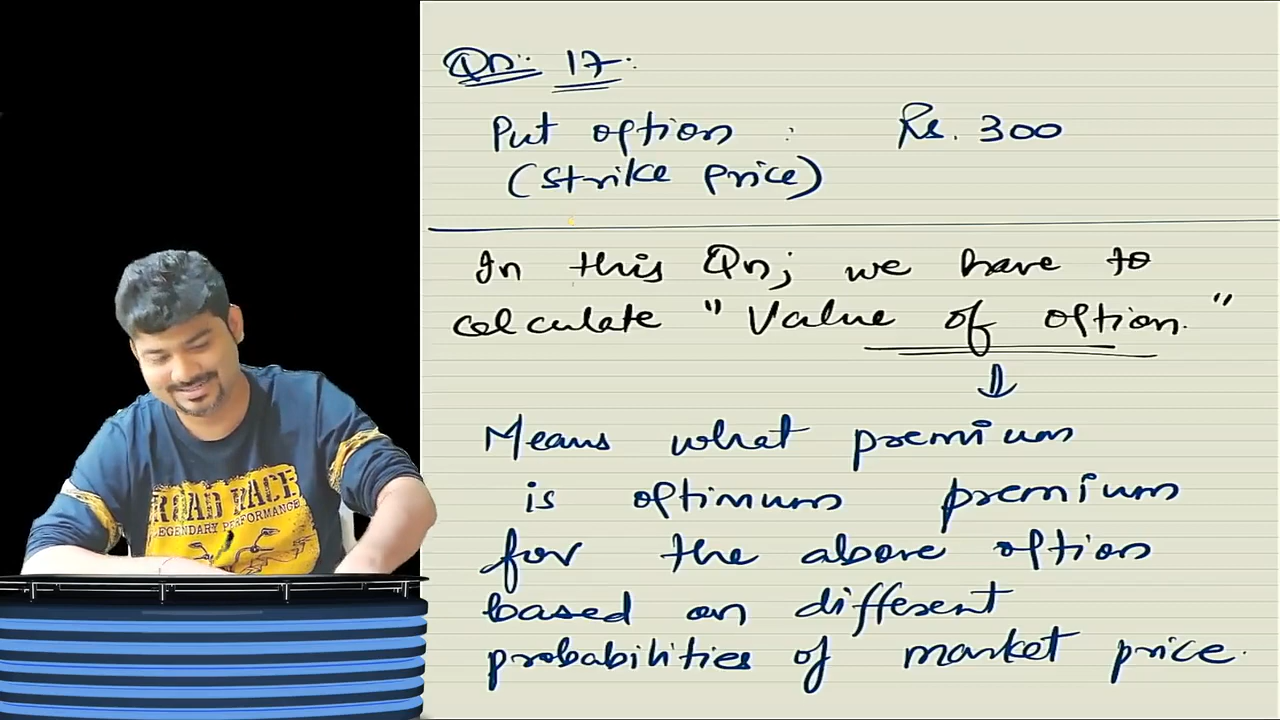 Qn: 17:
Put option : Rs. 300
(strike price)
In this Qn; we have to
calculate "Value of option."
Means what premium
is optimum premium
for the above option
based on different
probabilities of market price.
ROAD RACE
LEGENDARY PERFORMANCE